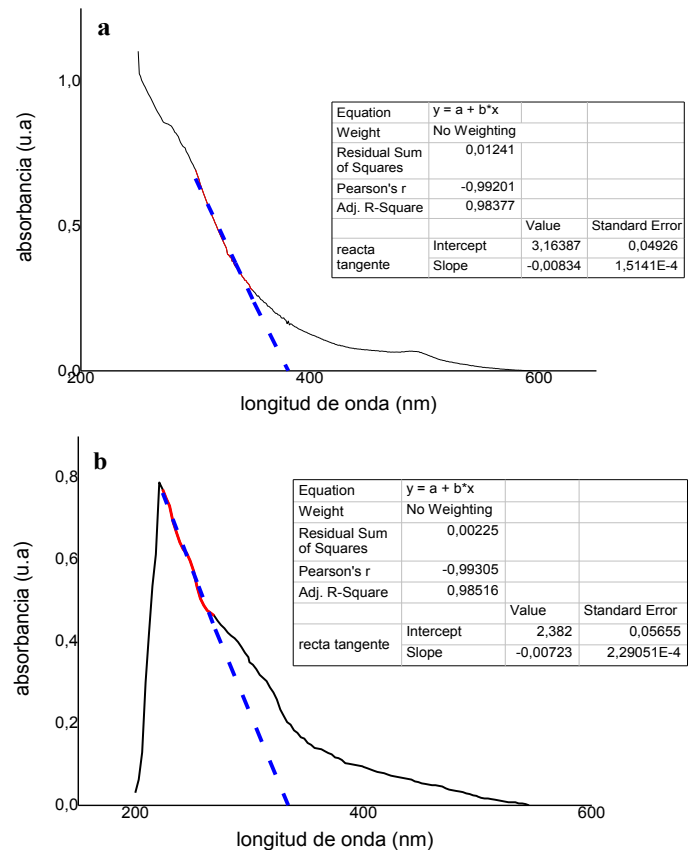 a
1,0
0,5
0,0
absorbancia (u.a)
200
400
600
longitud de onda (nm)
Equation y = a + b*x
Weight No Weighting
Residual Sum of Squares 0,01241
Pearson's r -0,99201
Adj. R-Square 0,98377
Value Standard Error
reacta tangente Intercept 3,16387 0,04926
Slope -0,00834 1,5141E-4
b
0,8
0,6
0,4
0,2
0,0
absorbancia (u.a)
200
400
600
longitud de onda (nm)
Equation y = a + b*x
Weight No Weighting
Residual Sum of Squares 0,00225
Pearson's r -0,99305
Adj. R-Square 0,98516
Value Standard Error
recta tangente Intercept 2,382 0,05655
Slope -0,00723 2,29051E-4